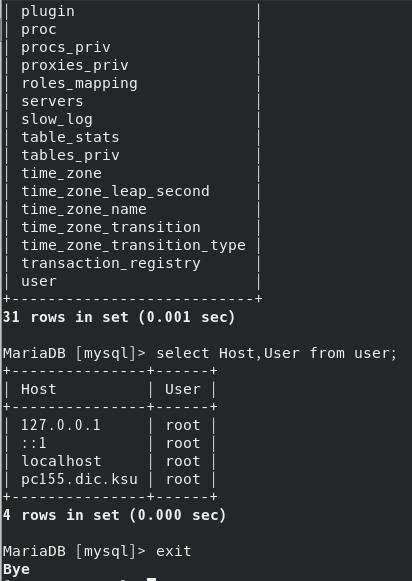 | plugin                    |
| proc                      |
| procs_priv                |
| proxies_priv              |
| roles_mapping             |
| servers                   |
| slow_log                  |
| table_stats               |
| tables_priv               |
| time_zone                 |
| time_zone_leap_second     |
| time_zone_name            |
| time_zone_transition      |
| time_zone_transition_type |
| transaction_registry      |
| user                      |
+---------------------------+
31 rows in set (0.001 sec)

MariaDB [mysql]> select Host,User from user;
+---------------+------+
| Host          | User |
+---------------+------+
| 127.0.0.1     | root |
| ::1           | root |
| localhost     | root |
| pc155.dic.ksu | root |
+---------------+------+
4 rows in set (0.000 sec)

MariaDB [mysql]> exit
Bye